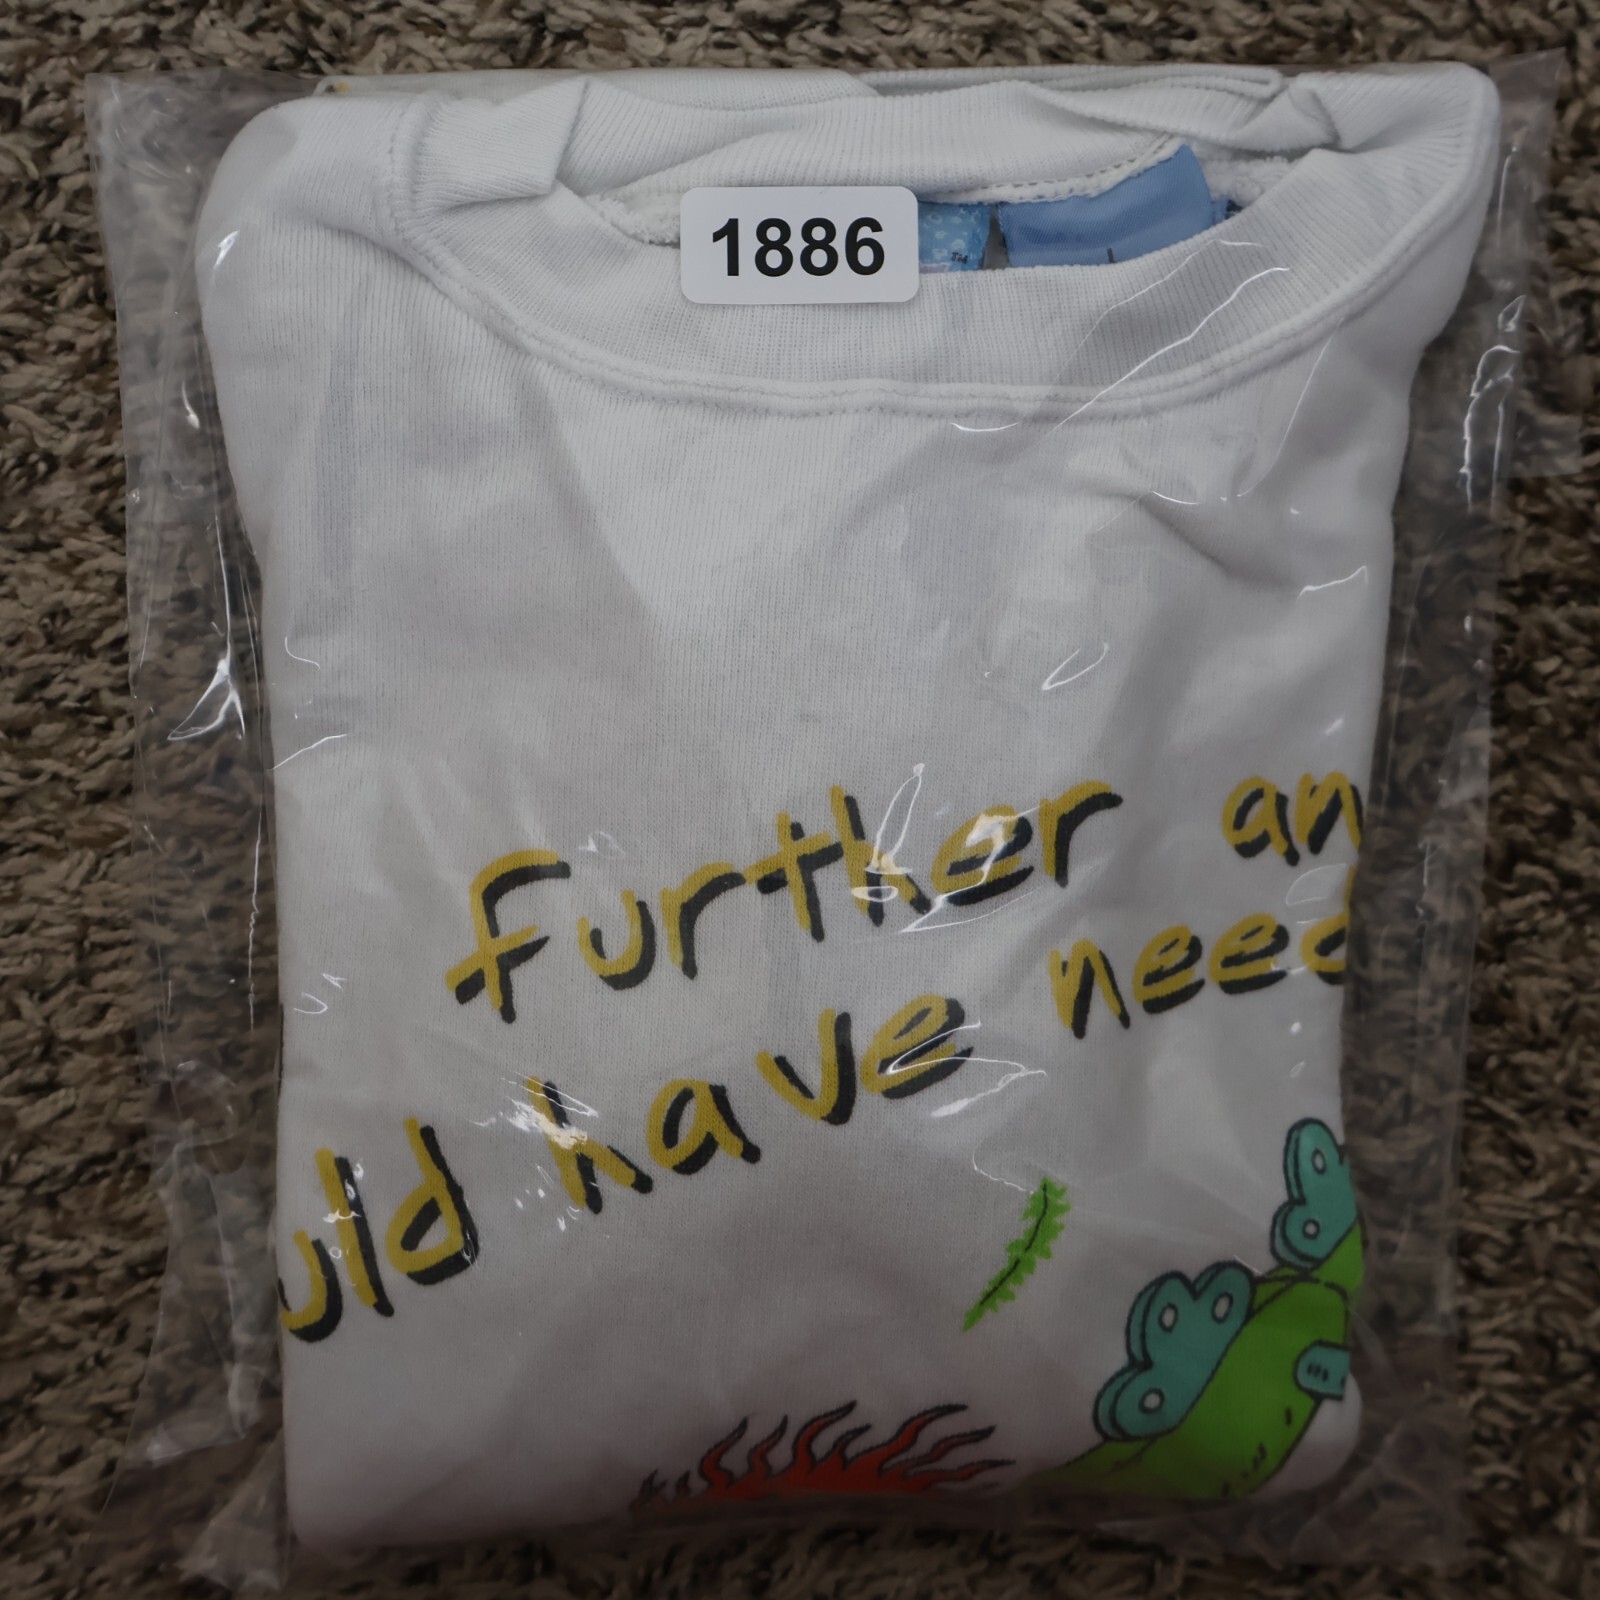 1886
further an
uld have need